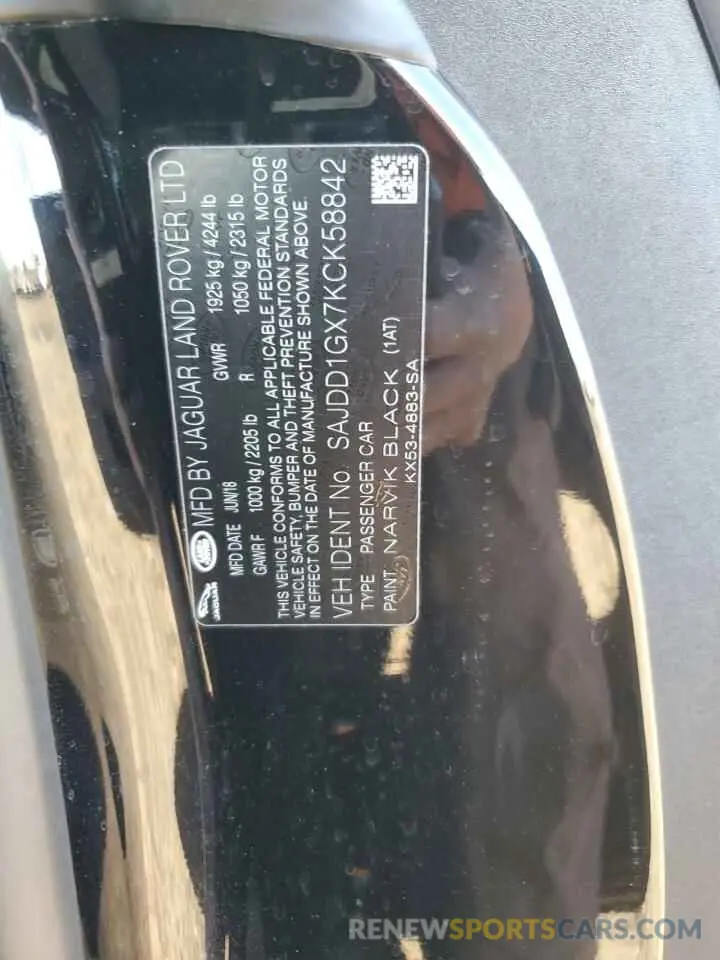 MFD BY JAGUAR LAND ROVER LTD
JAGUAR
LAND ROVER
MFD DATE JUN/18 GVWR 1925 kg / 4244 lb
GAWR F 1000 kg / 2205 lb R 1050 kg / 2315 lb
THIS VEHICLE CONFORMS TO ALL APPLICABLE FEDERAL MOTOR
VEHICLE SAFETY, BUMPER AND THEFT PREVENTION STANDARDS
IN EFFECT ON THE DATE OF MANUFACTURE SHOWN ABOVE.
VEH IDENT No. SAJDD1GX7KCK58842
TYPE PASSENGER CAR
PAINT NARVIK BLACK (1AT)
KX53-4883-SA
RENEWSPORTSCARS.COM